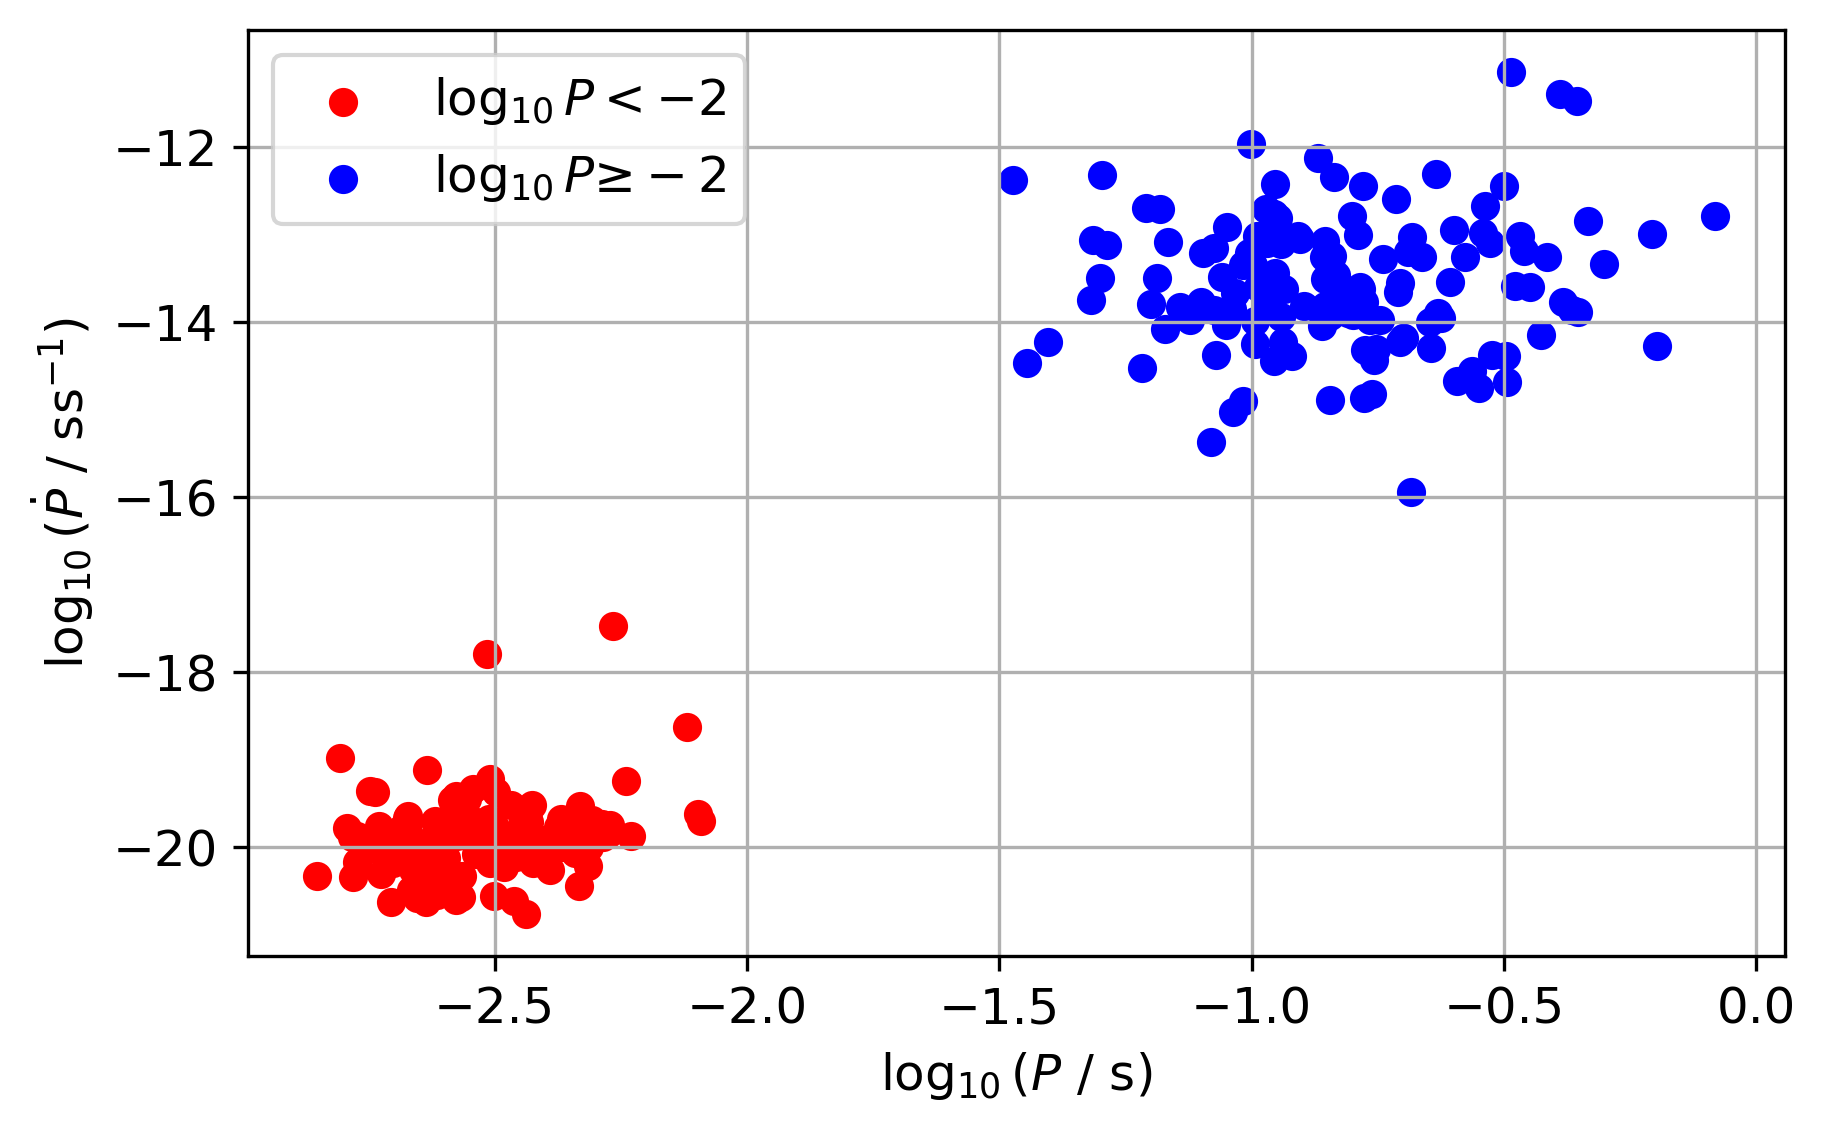 log₁₀ P < −2
log₁₀ P ≥ −2
−12
−14
−16
−18
−20
log₁₀ (Ṗ / ss⁻¹)
−2.5
−2.0
−1.5
−1.0
−0.5
0.0
log₁₀ (P / s)